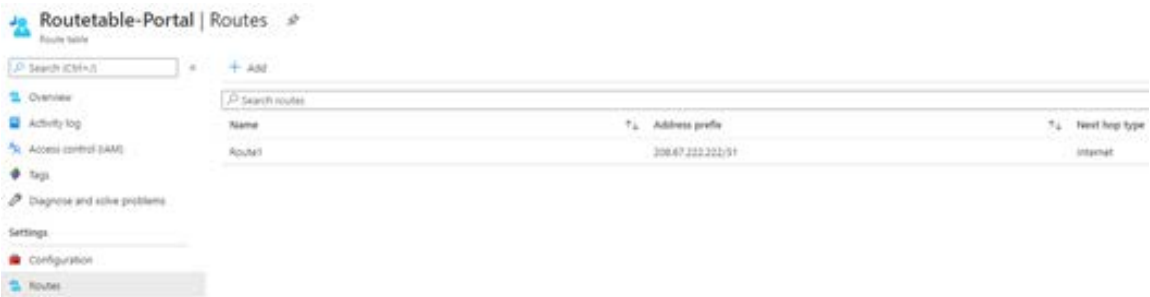 Routetable-Portal | Routes
Route table
Search (Ctrl+/)
«
+ Add
Overview
Search routes
Activity log
Name ↑↓ Address prefix ↑↓ Next hop type
Access control (IAM)
Route1 208.67.222.222/31 Internet
Tags
Diagnose and solve problems
Settings
Configuration
Routes